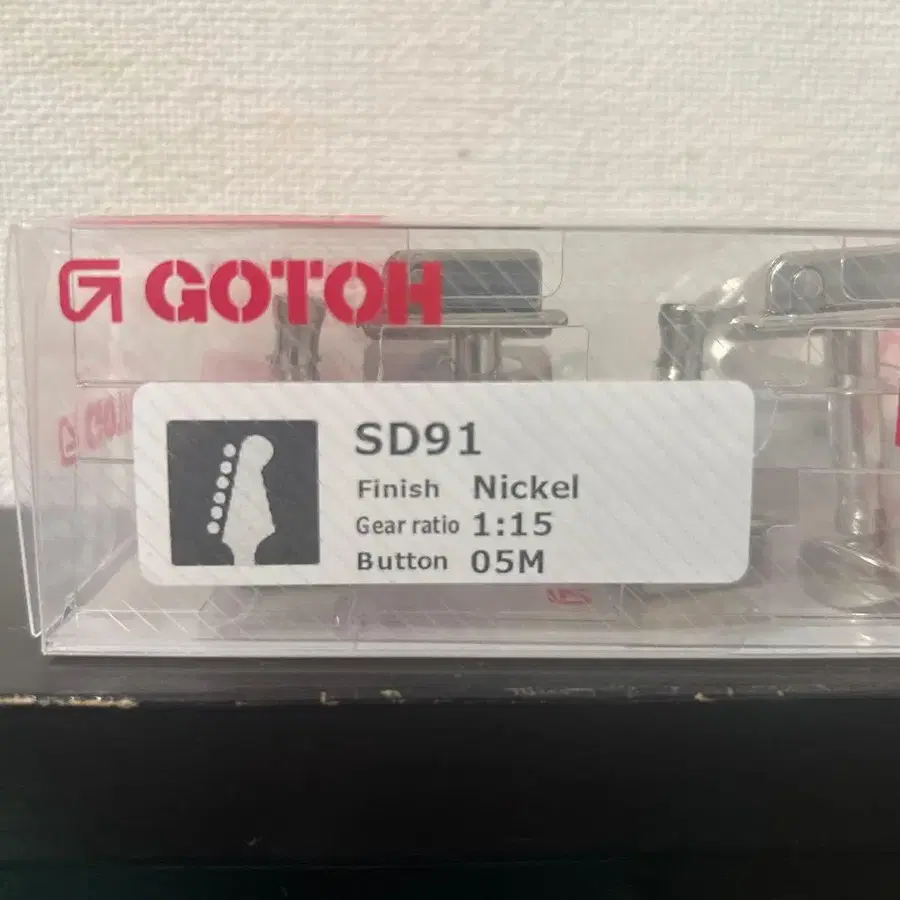 GOTOH
SD91
Finish Nickel
Gear ratio 1:15
Button 05M